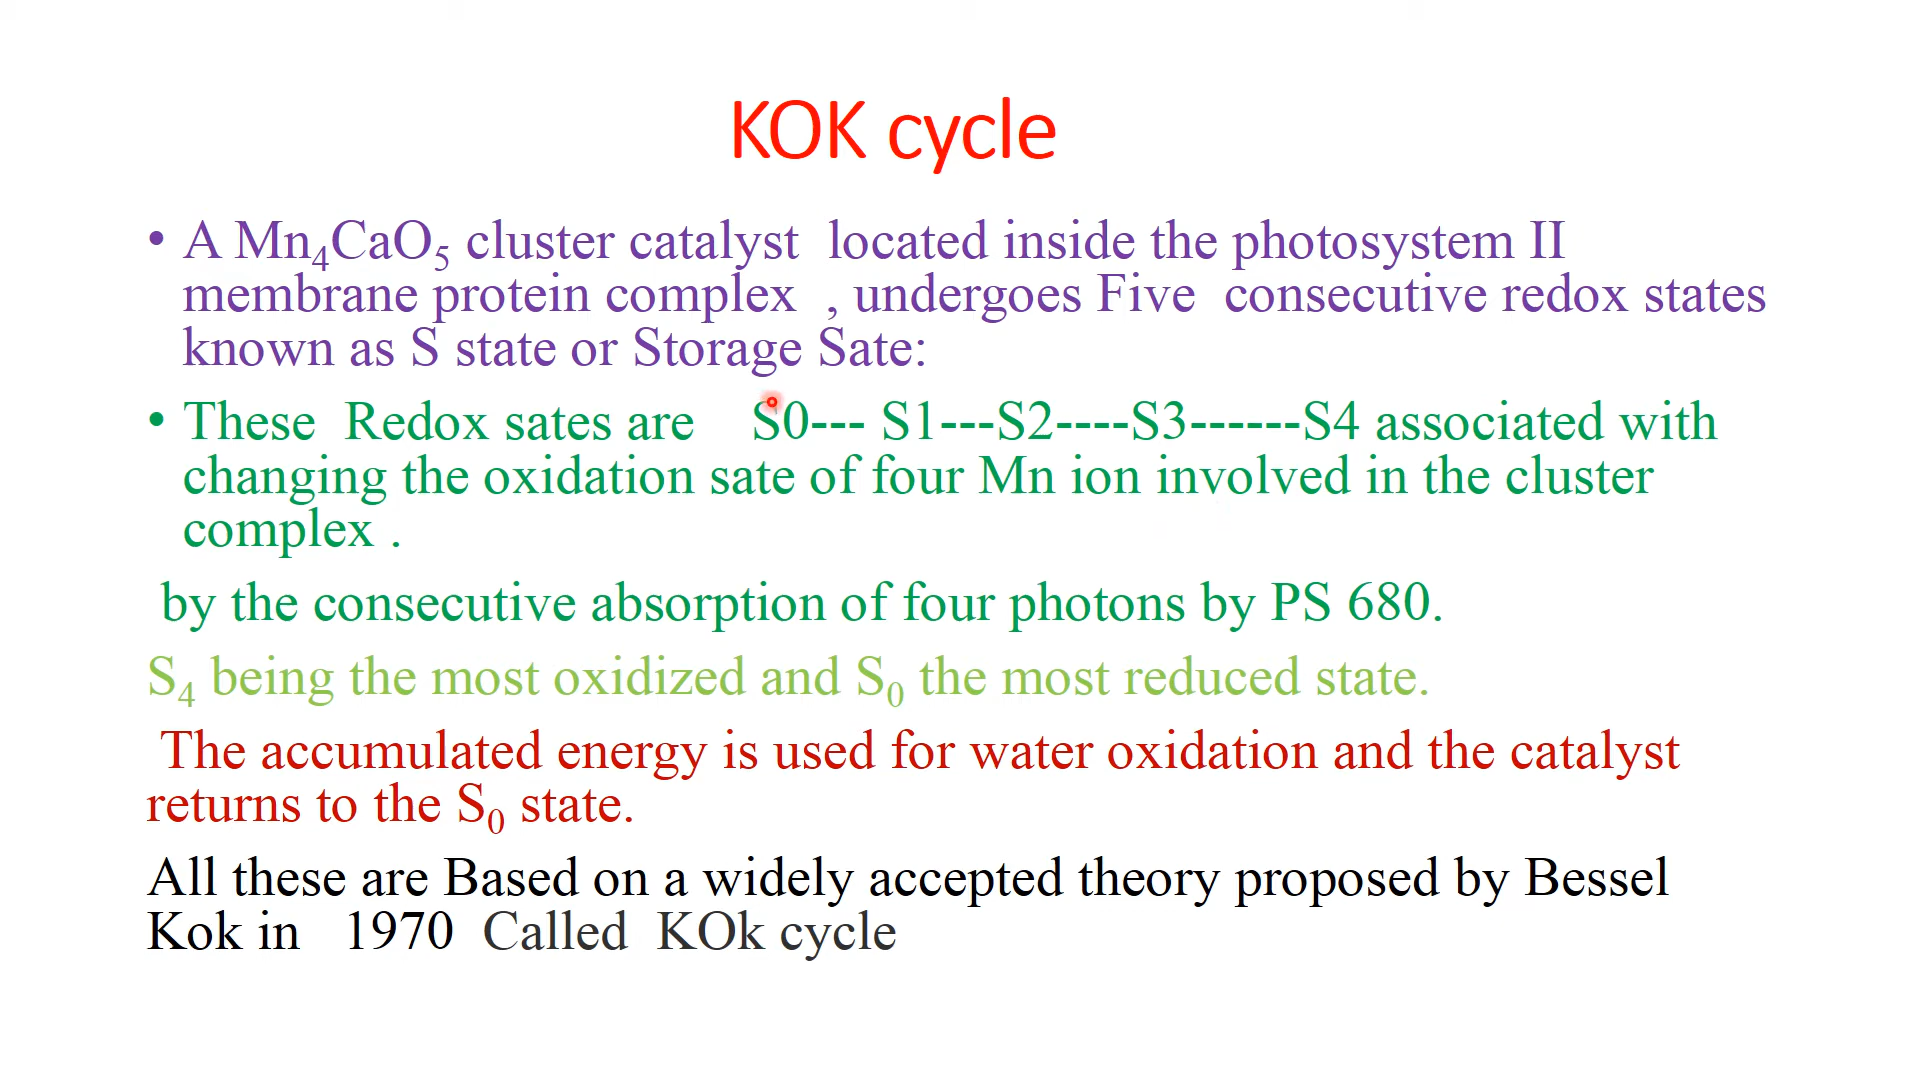 KOK cycle
• A Mn₄CaO₅ cluster catalyst located inside the photosystem II
membrane protein complex , undergoes Five consecutive redox states
known as S state or Storage Sate:
• These Redox sates are S0--- S1---S2----S3------S4 associated with
changing the oxidation sate of four Mn ion involved in the cluster
complex .
by the consecutive absorption of four photons by PS 680.
S₄ being the most oxidized and S₀ the most reduced state.
The accumulated energy is used for water oxidation and the catalyst
returns to the S₀ state.
All these are Based on a widely accepted theory proposed by Bessel
Kok in 1970 Called KOk cycle